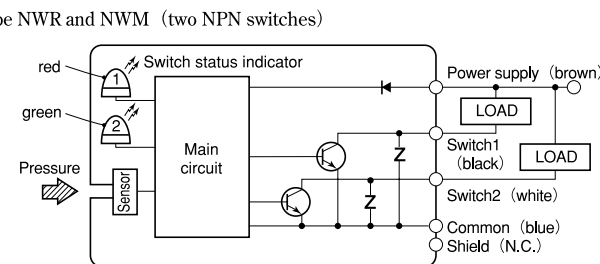 pe NWR and NWM (two NPN switches)
red
1
Switch status indicator
green
2
Pressure
Sensor
Main
circuit
Power supply (brown)
LOAD
Switch1
(black)
LOAD
Switch2 (white)
Common (blue)
Shield (N.C.)
Z
Z